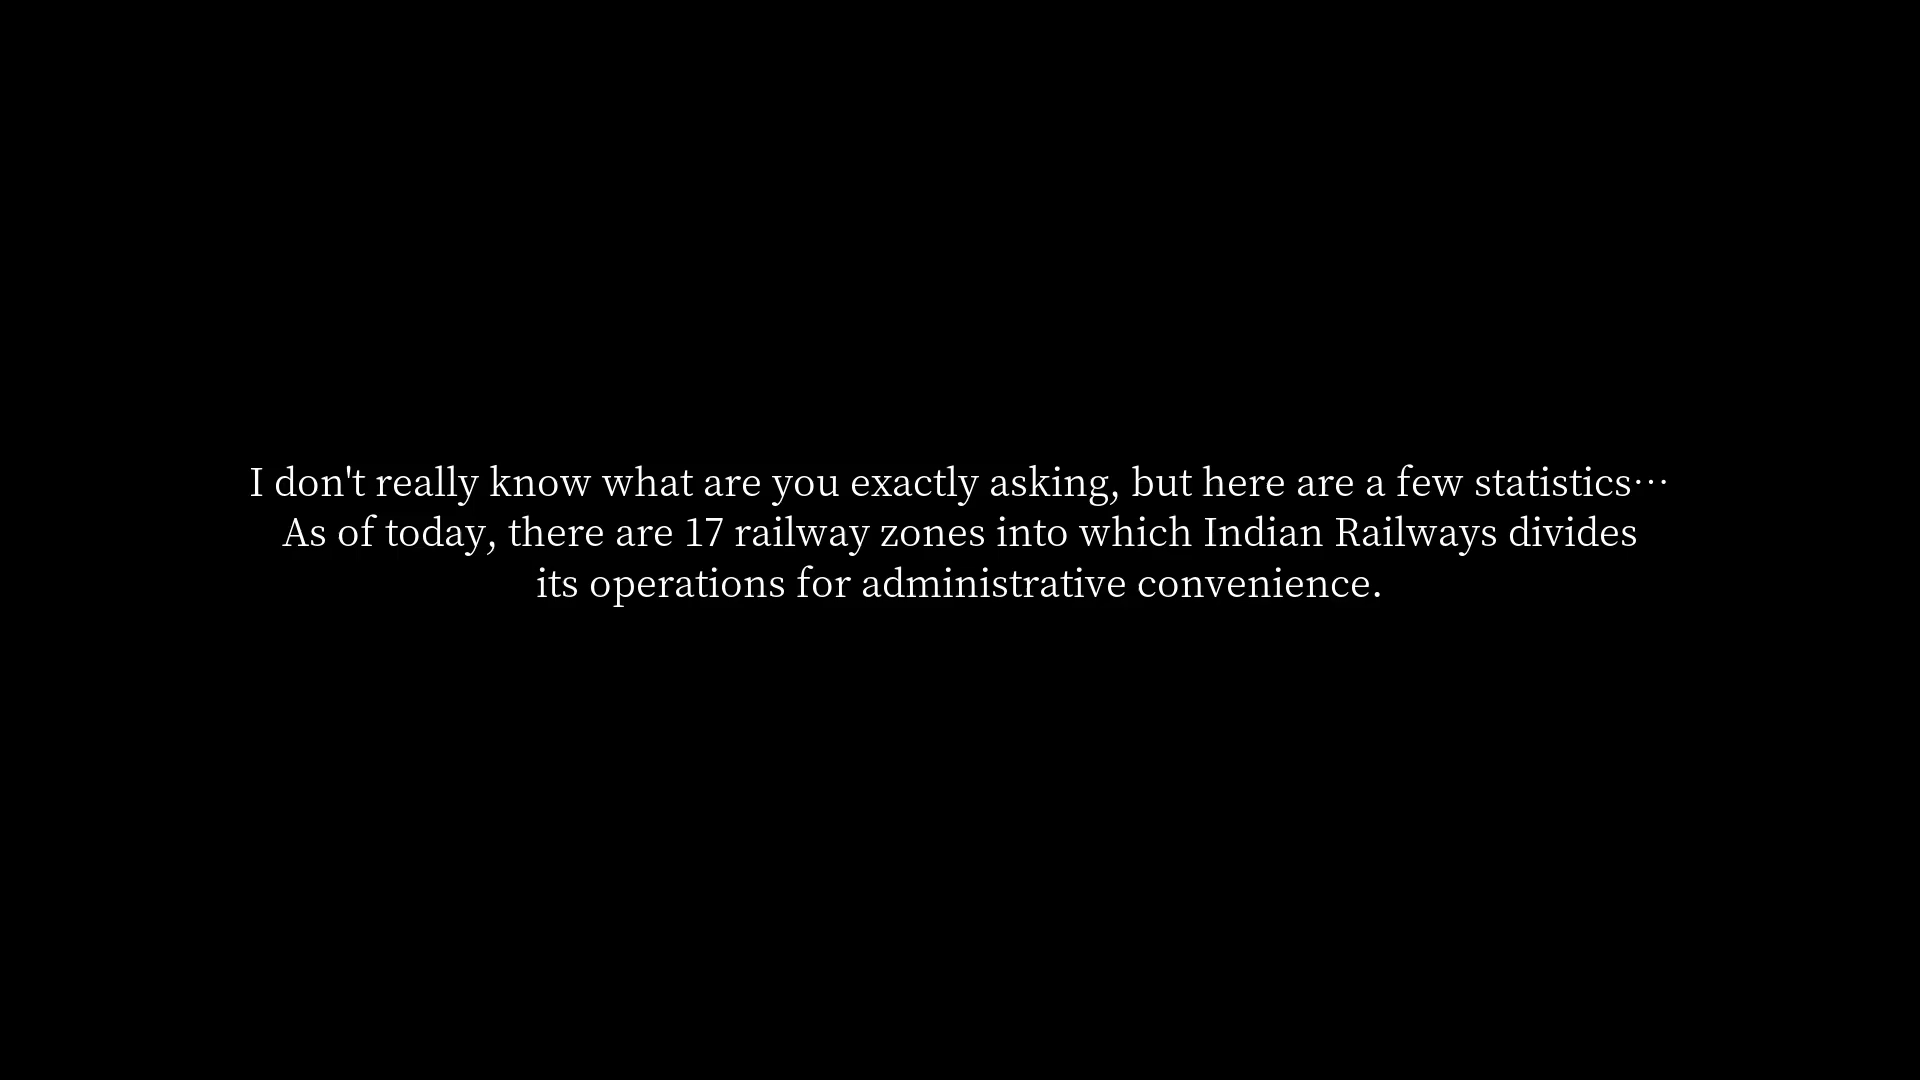 I don't really know what are you exactly asking, but here are a few statistics…
As of today, there are 17 railway zones into which Indian Railways divides
its operations for administrative convenience.